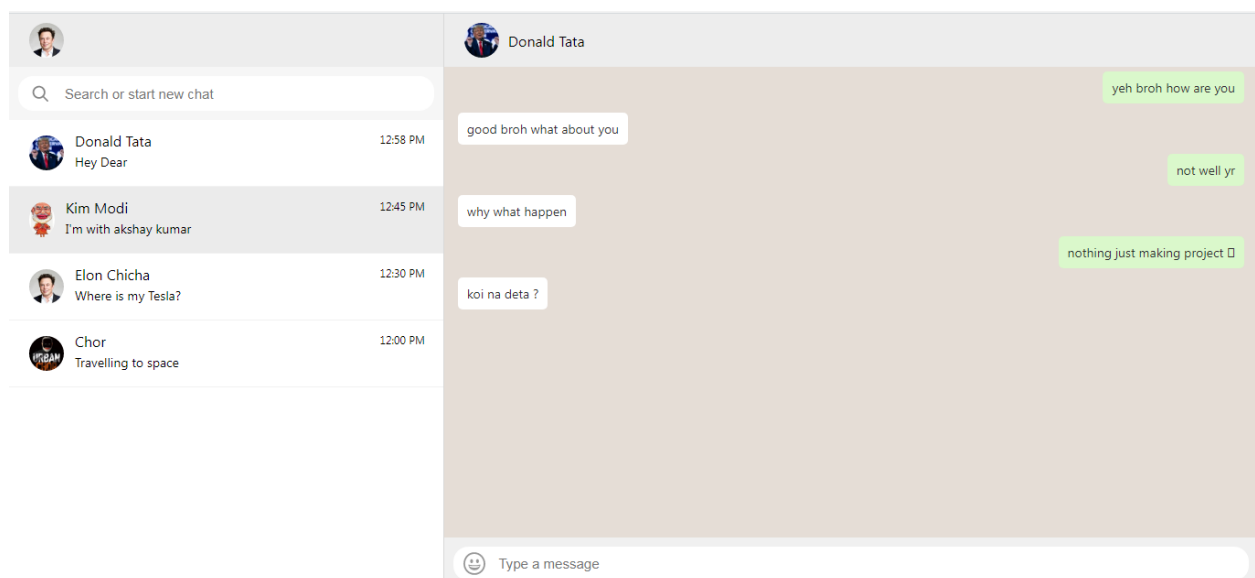 Search or start new chat
Donald Tata
12:58 PM
Hey Dear
Kim Modi
12:45 PM
I'm with akshay kumar
Elon Chicha
12:30 PM
Where is my Tesla?
URBAN
Chor
12:00 PM
Travelling to space
Donald Tata
yeh broh how are you
good broh what about you
not well yr
why what happen
nothing just making project ▯
koi na deta ?
Type a message